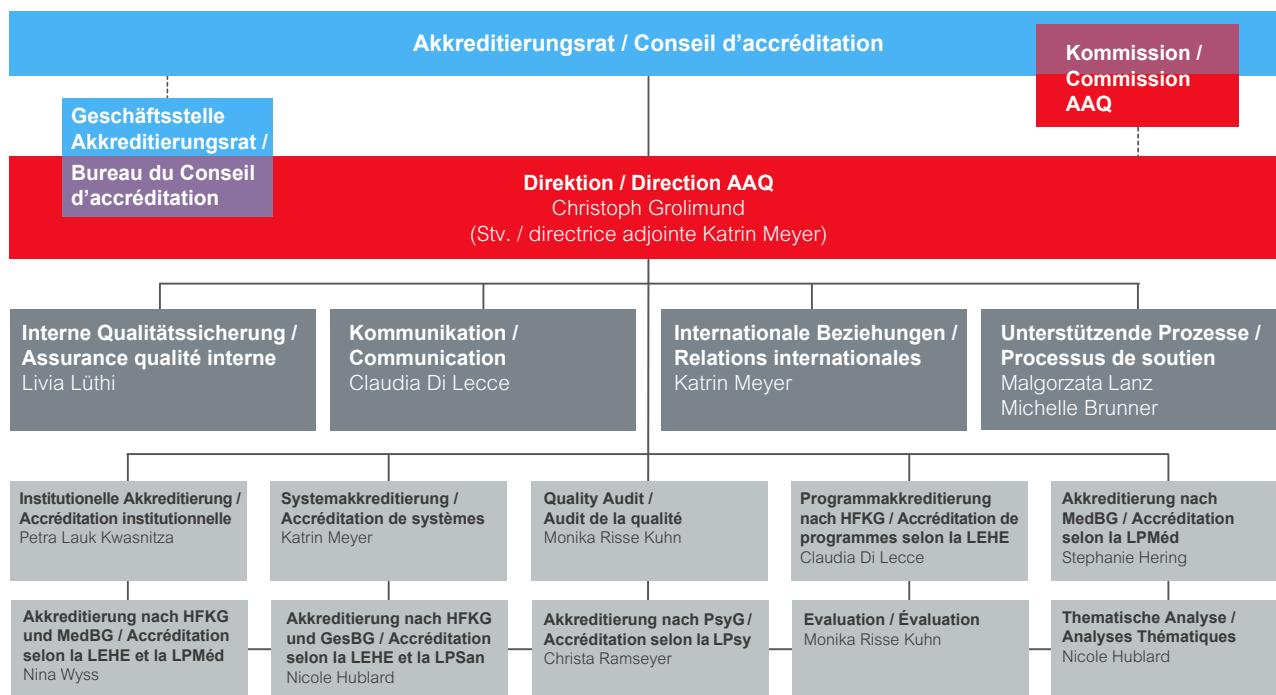 Akkreditierungsrat / Conseil d’accréditation
Kommission /
Commission
AAQ
Geschäftsstelle
Akkreditierungsrat /
Bureau du Conseil
d’accréditation
Direktion / Direction AAQ
Christoph Grolimund
(Stv. / directrice adjointe Katrin Meyer)
Interne Qualitätssicherung /
Assurance qualité interne
Livia Lüthi
Kommunikation /
Communication
Claudia Di Lecce
Internationale Beziehungen /
Relations internationales
Katrin Meyer
Unterstützende Prozesse /
Processus de soutien
Malgorzata Lanz
Michelle Brunner
Institutionelle Akkreditierung /
Accréditation institutionnelle
Petra Lauk Kwasnitza
Systemakkreditierung /
Accréditation de systèmes
Katrin Meyer
Quality Audit /
Audit de la qualité
Monika Risse Kuhn
Programmakkreditierung
nach HFKG / Accréditation de
programmes selon la LEHE
Claudia Di Lecce
Akkreditierung nach
MedBG / Accréditation
selon la LPMéd
Stephanie Hering
Akkreditierung nach HFKG
und MedBG / Accréditation
selon la LEHE et la LPMéd
Nina Wyss
Akkreditierung nach HFKG
und GesBG / Accréditation
selon la LEHE et la LPSan
Nicole Hublard
Akkreditierung nach PsyG /
Accréditation selon la LPsy
Christa Ramseyer
Evaluation / Évaluation
Monika Risse Kuhn
Thematische Analyse /
Analyses Thématiques
Nicole Hublard